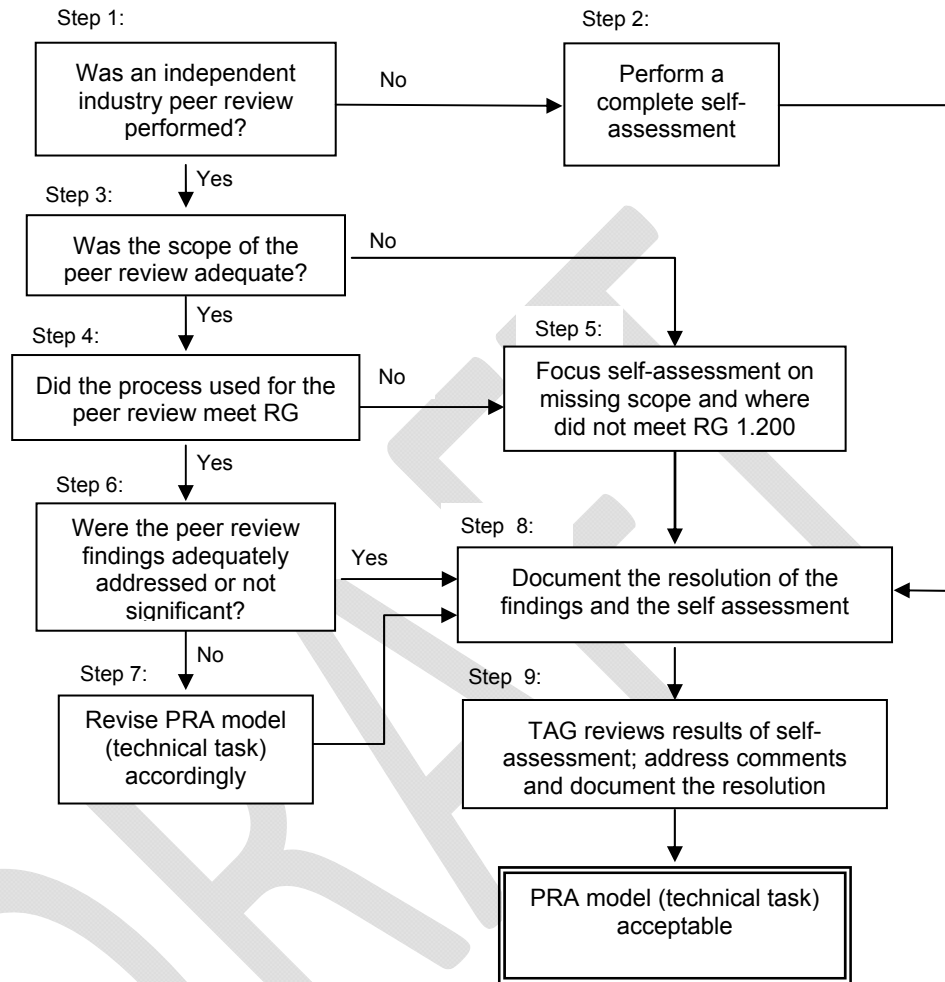 Step 1:
Was an independent
industry peer review
performed?
No
Step 2:
Perform a
complete self-
assessment
Yes
Step 3:
Was the scope of the
peer review adequate?
No
Yes
Step 4:
Did the process used for the
peer review meet RG
No
Step 5:
Focus self-assessment on
missing scope and where
did not meet RG 1.200
Yes
Step 6:
Were the peer review
findings adequately
addressed or not
significant?
Yes
Step 8:
Document the resolution of the
findings and the self assessment
No
Step 7:
Revise PRA model
(technical task)
accordingly
Step 9:
TAG reviews results of self-
assessment; address comments
and document the resolution
PRA model (technical task)
acceptable
DRAFT